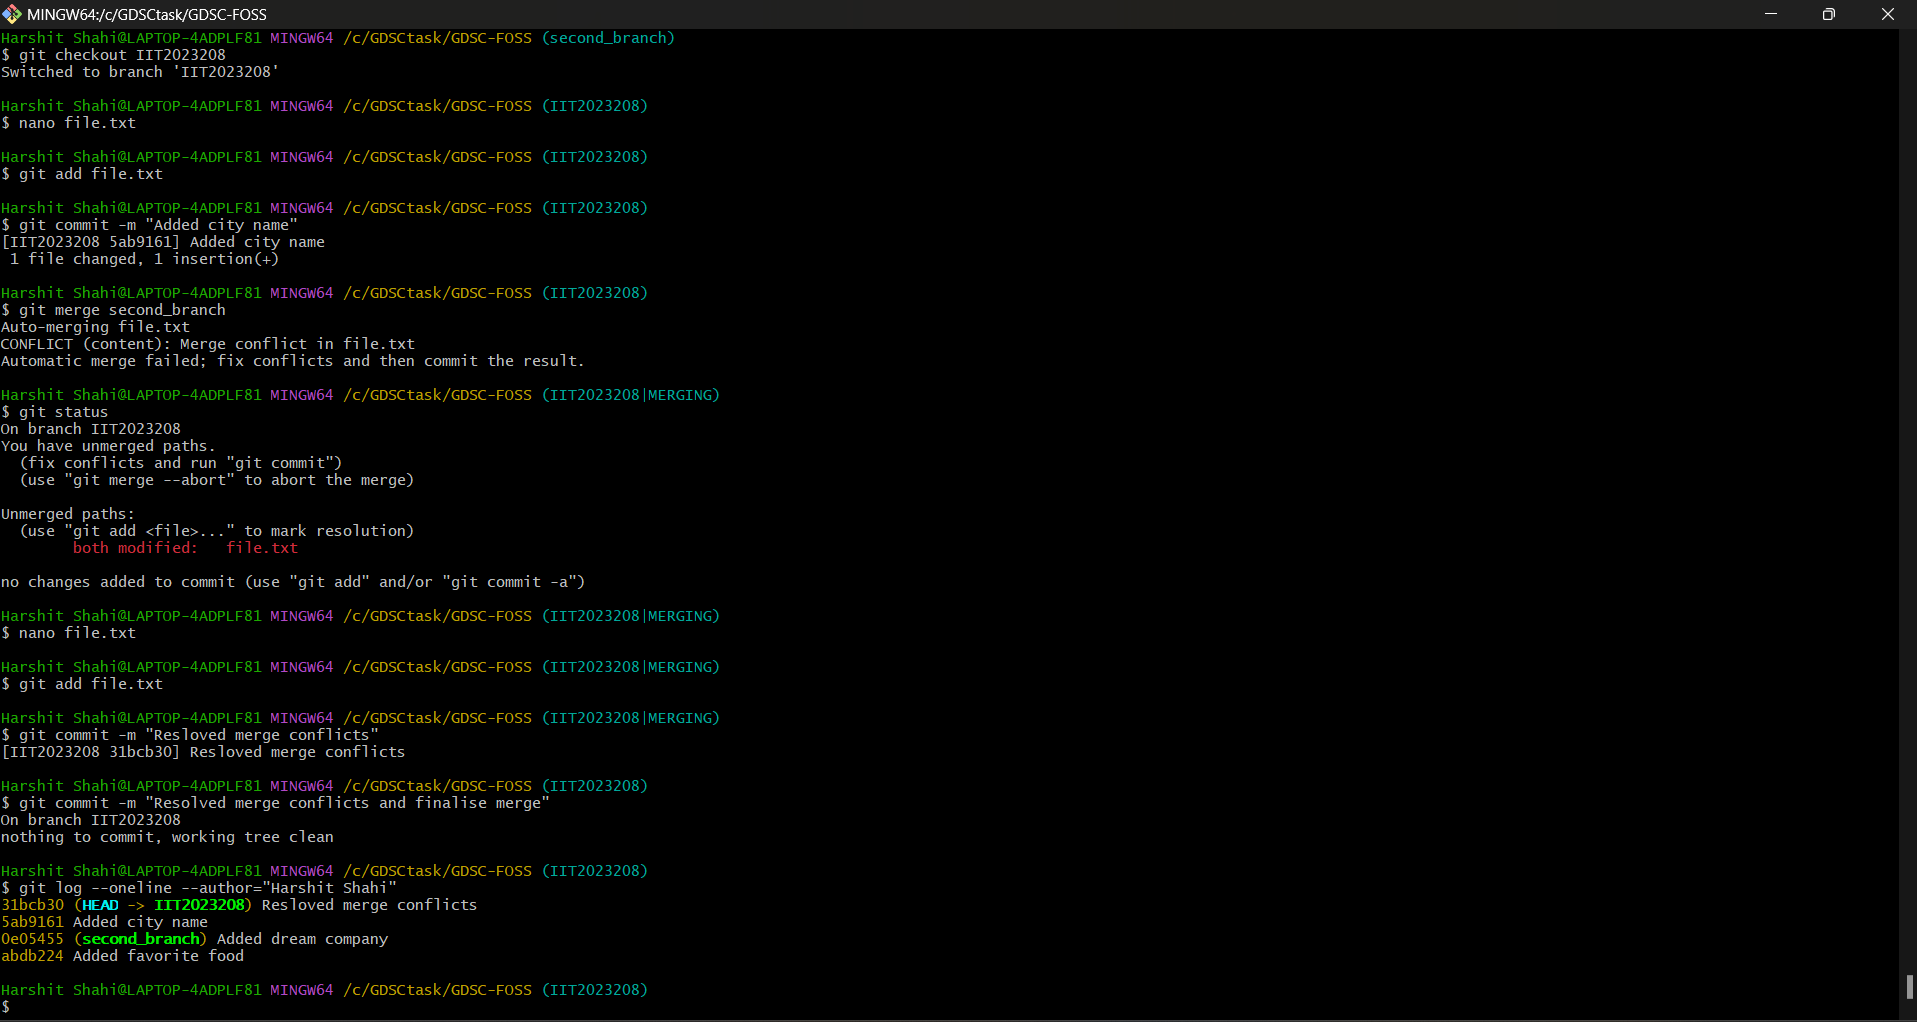 MINGW64:/c/GDSCtask/GDSC-FOSS
Harshit Shahi@LAPTOP-4ADPLF81 MINGW64 /c/GDSCtask/GDSC-FOSS (second_branch)
$ git checkout IIT2023208
Switched to branch 'IIT2023208'
Harshit Shahi@LAPTOP-4ADPLF81 MINGW64 /c/GDSCtask/GDSC-FOSS (IIT2023208)
$ nano file.txt
Harshit Shahi@LAPTOP-4ADPLF81 MINGW64 /c/GDSCtask/GDSC-FOSS (IIT2023208)
$ git add file.txt
Harshit Shahi@LAPTOP-4ADPLF81 MINGW64 /c/GDSCtask/GDSC-FOSS (IIT2023208)
$ git commit -m "Added city name"
[IIT2023208 5ab9161] Added city name
 1 file changed, 1 insertion(+)
Harshit Shahi@LAPTOP-4ADPLF81 MINGW64 /c/GDSCtask/GDSC-FOSS (IIT2023208)
$ git merge second_branch
Auto-merging file.txt
CONFLICT (content): Merge conflict in file.txt
Automatic merge failed; fix conflicts and then commit the result.
Harshit Shahi@LAPTOP-4ADPLF81 MINGW64 /c/GDSCtask/GDSC-FOSS (IIT2023208|MERGING)
$ git status
On branch IIT2023208
You have unmerged paths.
  (fix conflicts and run "git commit")
  (use "git merge --abort" to abort the merge)
Unmerged paths:
  (use "git add <file>..." to mark resolution)
        both modified:   file.txt
no changes added to commit (use "git add" and/or "git commit -a")
Harshit Shahi@LAPTOP-4ADPLF81 MINGW64 /c/GDSCtask/GDSC-FOSS (IIT2023208|MERGING)
$ nano file.txt
Harshit Shahi@LAPTOP-4ADPLF81 MINGW64 /c/GDSCtask/GDSC-FOSS (IIT2023208|MERGING)
$ git add file.txt
Harshit Shahi@LAPTOP-4ADPLF81 MINGW64 /c/GDSCtask/GDSC-FOSS (IIT2023208|MERGING)
$ git commit -m "Resloved merge conflicts"
[IIT2023208 31bcb30] Resloved merge conflicts
Harshit Shahi@LAPTOP-4ADPLF81 MINGW64 /c/GDSCtask/GDSC-FOSS (IIT2023208)
$ git commit -m "Resolved merge conflicts and finalise merge"
On branch IIT2023208
nothing to commit, working tree clean
Harshit Shahi@LAPTOP-4ADPLF81 MINGW64 /c/GDSCtask/GDSC-FOSS (IIT2023208)
$ git log --oneline --author="Harshit Shahi"
31bcb30 (HEAD -> IIT2023208) Resloved merge conflicts
5ab9161 Added city name
0e05455 (second_branch) Added dream company
abdb224 Added favorite food
Harshit Shahi@LAPTOP-4ADPLF81 MINGW64 /c/GDSCtask/GDSC-FOSS (IIT2023208)
$